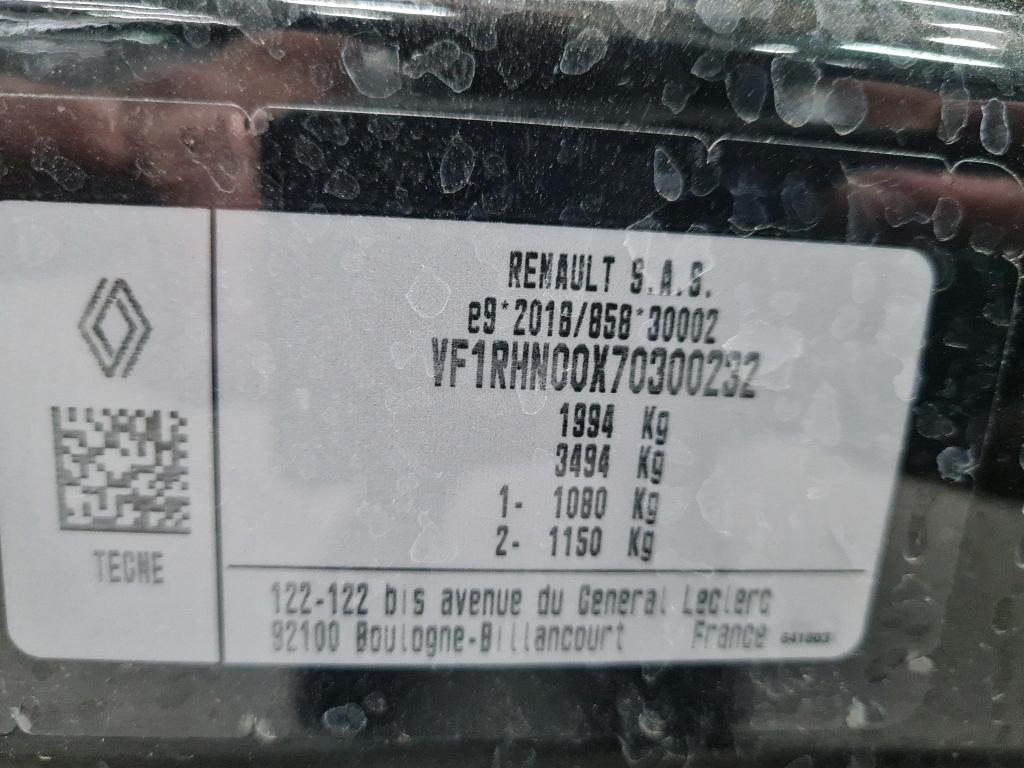 RENAULT S.A.S.
e9*2018/858*30002
VF1RHN00X70300232
1994 Kg
3494 Kg
1- 1080 Kg
2- 1150 Kg
TECNE
122-122 bis avenue du General Leclerc
92100 Boulogne-Billancourt France